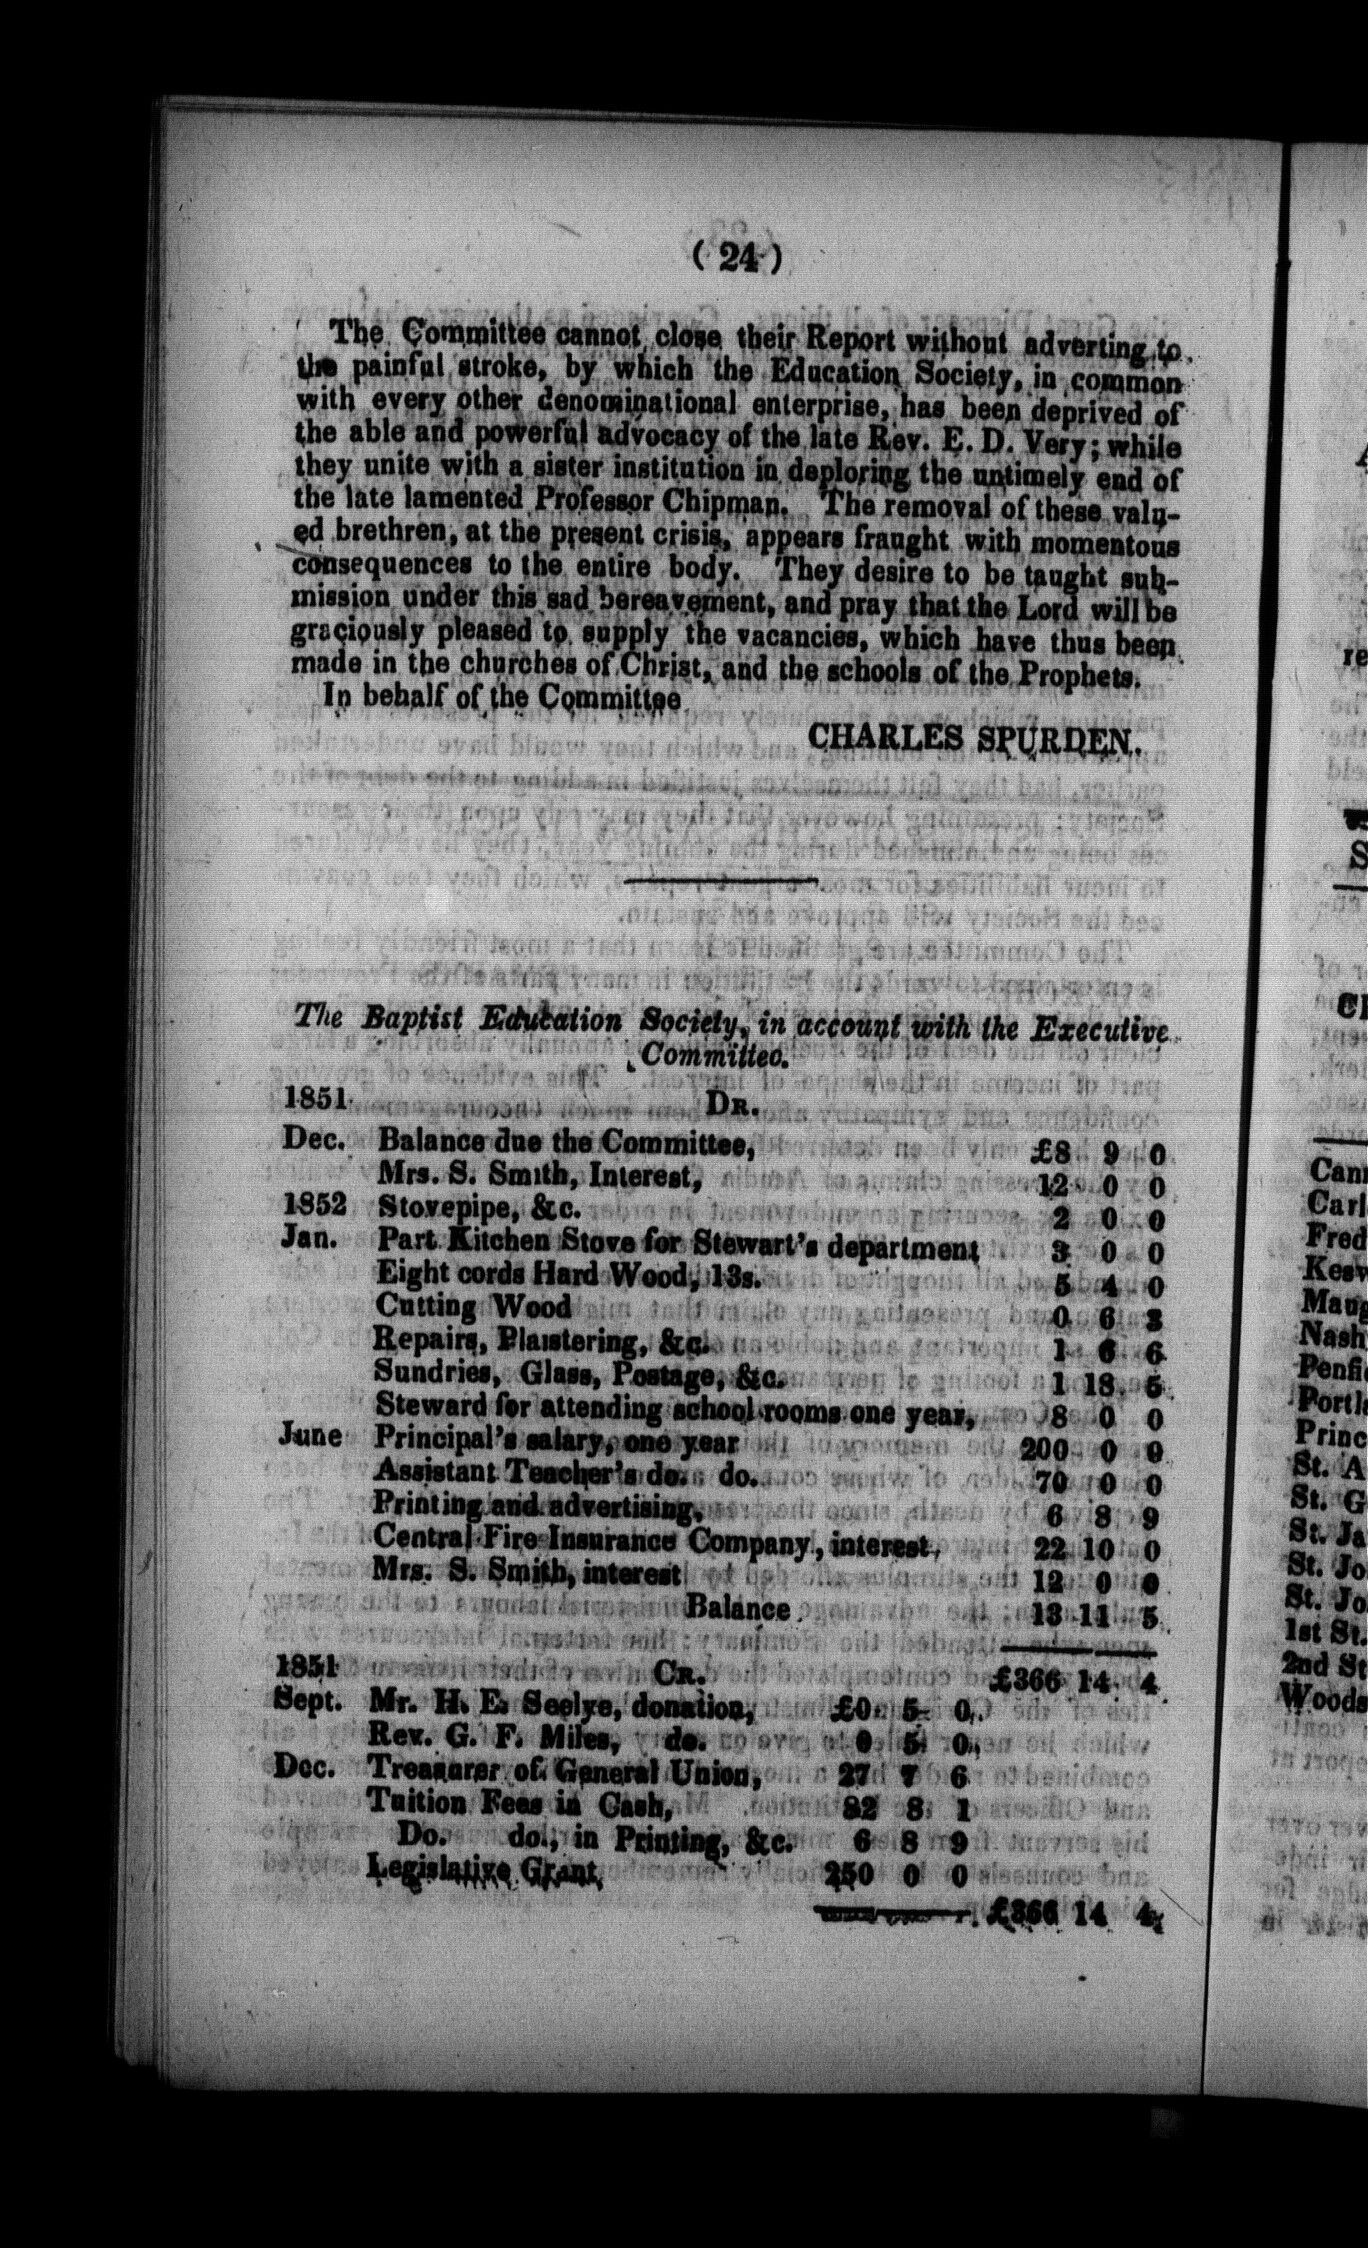 ( 24 )
The Committee cannot close their Report without adverting to
the painful stroke, by which the Education Society, in common
with every other denominational enterprise, has been deprived of
the able and powerful advocacy of the late Rev. E. D. Very; while
they unite with a sister institution in deploring the untimely end of
the late lamented Professor Chipman. The removal of these valu-
ed brethren, at the present crisis, appears fraught with momentous
consequences to the entire body. They desire to be taught sub-
mission under this sad bereavement, and pray that the Lord will be
graciously pleased to supply the vacancies, which have thus been
made in the churches of Christ, and the schools of the Prophets.
In behalf of the Committee
CHARLES SPURDEN.
The Baptist Education Society, in account with the Executive
Committee.
1851 DR.
Dec. Balance due the Committee, £8 9 0
Mrs. S. Smith, Interest, 12 0 0
1852 Stovepipe, &c. 2 0 0
Jan. Part Kitchen Stove for Stewart's department 3 0 0
Eight cords Hard Wood, 13s. 5 4 0
Cutting Wood 0 6 3
Repairs, Plaistering, &c. 1 6 6
Sundries, Glass, Postage, &c. 1 18 5
Steward for attending school rooms one year, 8 0 0
June Principal's salary, one year 200 0 0
Assistant Teacher's do. do. 70 0 0
Printing and advertising, 6 8 9
Central Fire Insurance Company, interest, 22 10 0
Mrs. S. Smith, interest 12 0 0
Balance 13 11 5
£366 14 4
1851 CR.
Sept. Mr. H. E. Seelye, donation, £0 5 0
Rev. G. F. Miles, do. 0 5 0
Dec. Treasurer of General Union, 27 7 6
Tuition Fees in Cash, 82 8 1
Do. do., in Printing, &c. 6 8 9
Legislative Grant, 250 0 0
£366 14 4